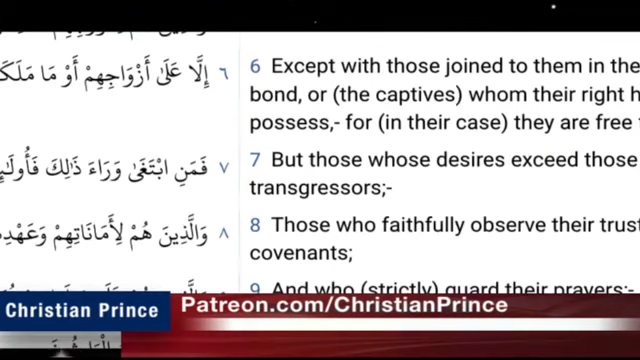 إِلَّا عَلَىٰ أَزْوَاجِهِمْ أَوْ مَا ٦
6 Except with those joined to them in the
bond, or (the captives) whom their right
possess,- for (in their case) they are free
فَمَنِ ابْتَغَىٰ وَرَاءَ ذَٰلِكَ ٧
7 But those whose desires exceed those
transgressors;-
وَالَّذِينَ هُمْ لِأَمَانَاتِهِمْ ٨
8 Those who faithfully observe their
covenants;
9 And who (strictly) guard their prayers;-
Christian Prince
Patreon.com/ChristianPrince